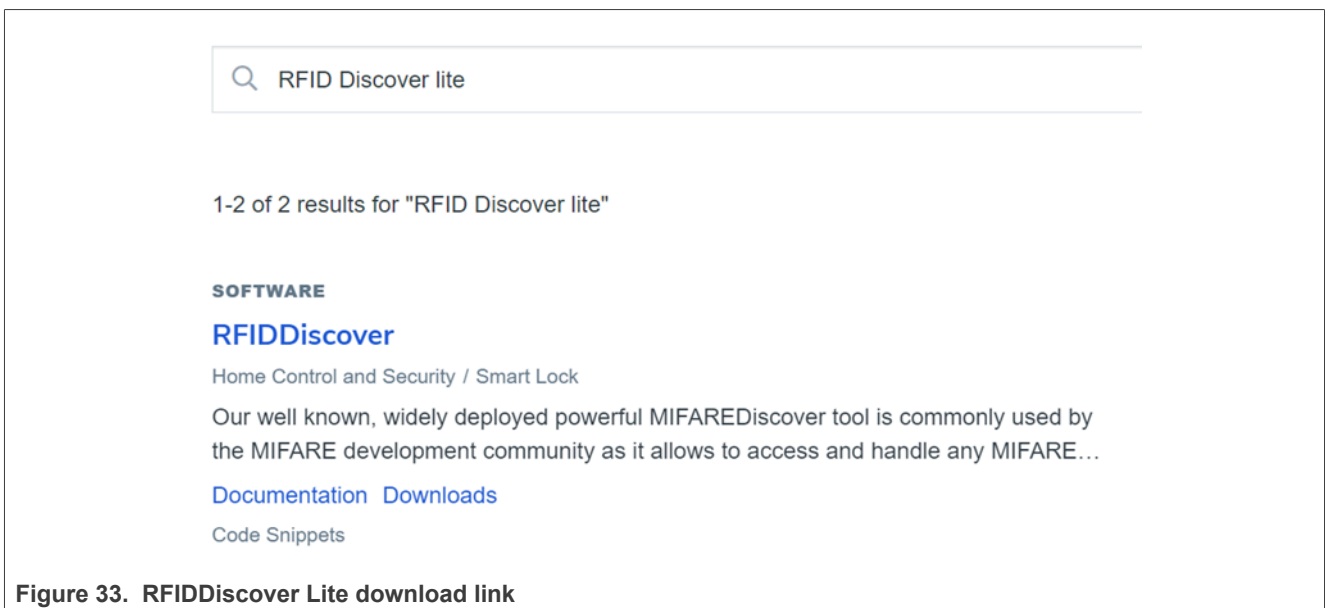 RFID Discover lite
1-2 of 2 results for "RFID Discover lite"
SOFTWARE
RFIDDiscover
Home Control and Security / Smart Lock
Our well known, widely deployed powerful MIFAREDiscover tool is commonly used by
the MIFARE development community as it allows to access and handle any MIFARE…
Documentation Downloads
Code Snippets
Figure 33. RFIDDiscover Lite download link